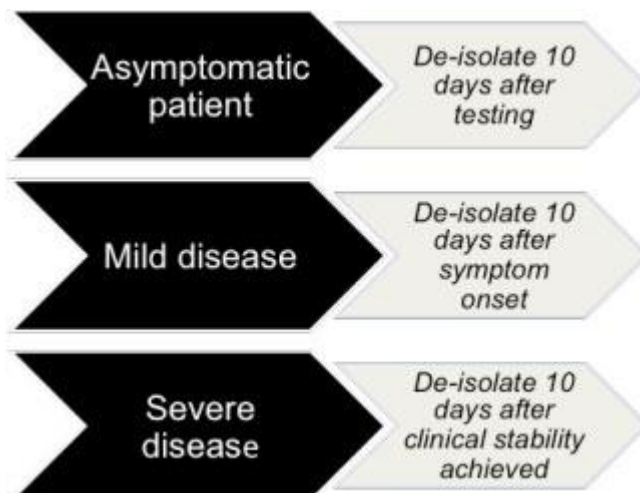 Asymptomatic
patient
De-isolate 10
days after
testing
Mild disease
De-isolate 10
days after
symptom
onset
Severe
disease
De-isolate 10
days after
clinical stability
achieved